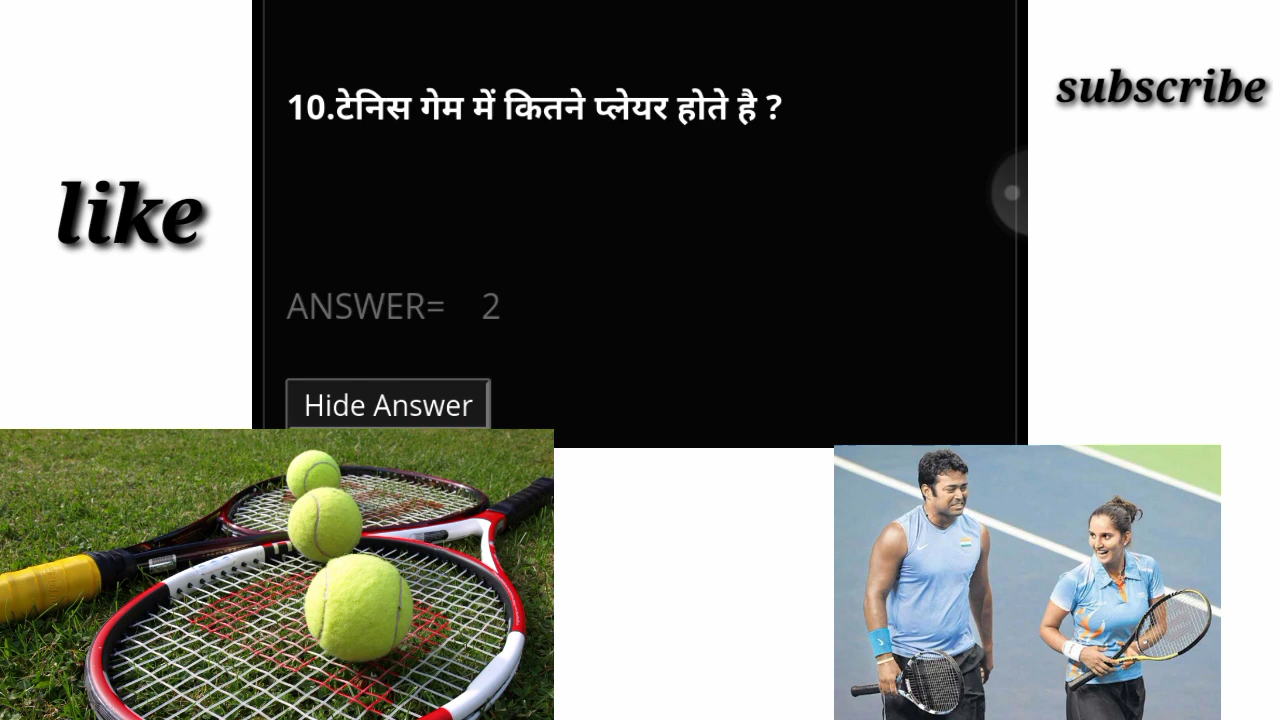 subscribe
10.टेनिस गेम में कितने प्लेयर होते है ?
like
ANSWER= 2
Hide Answer